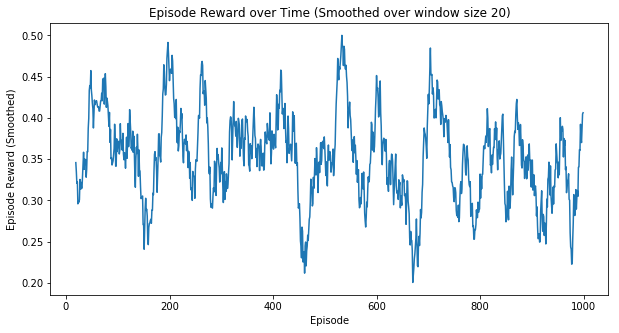 Episode Reward over Time (Smoothed over window size 20)
Episode Reward (Smoothed)
0.50
0.45
0.40
0.35
0.30
0.25
0.20
0 200 400 600 800 1000
Episode